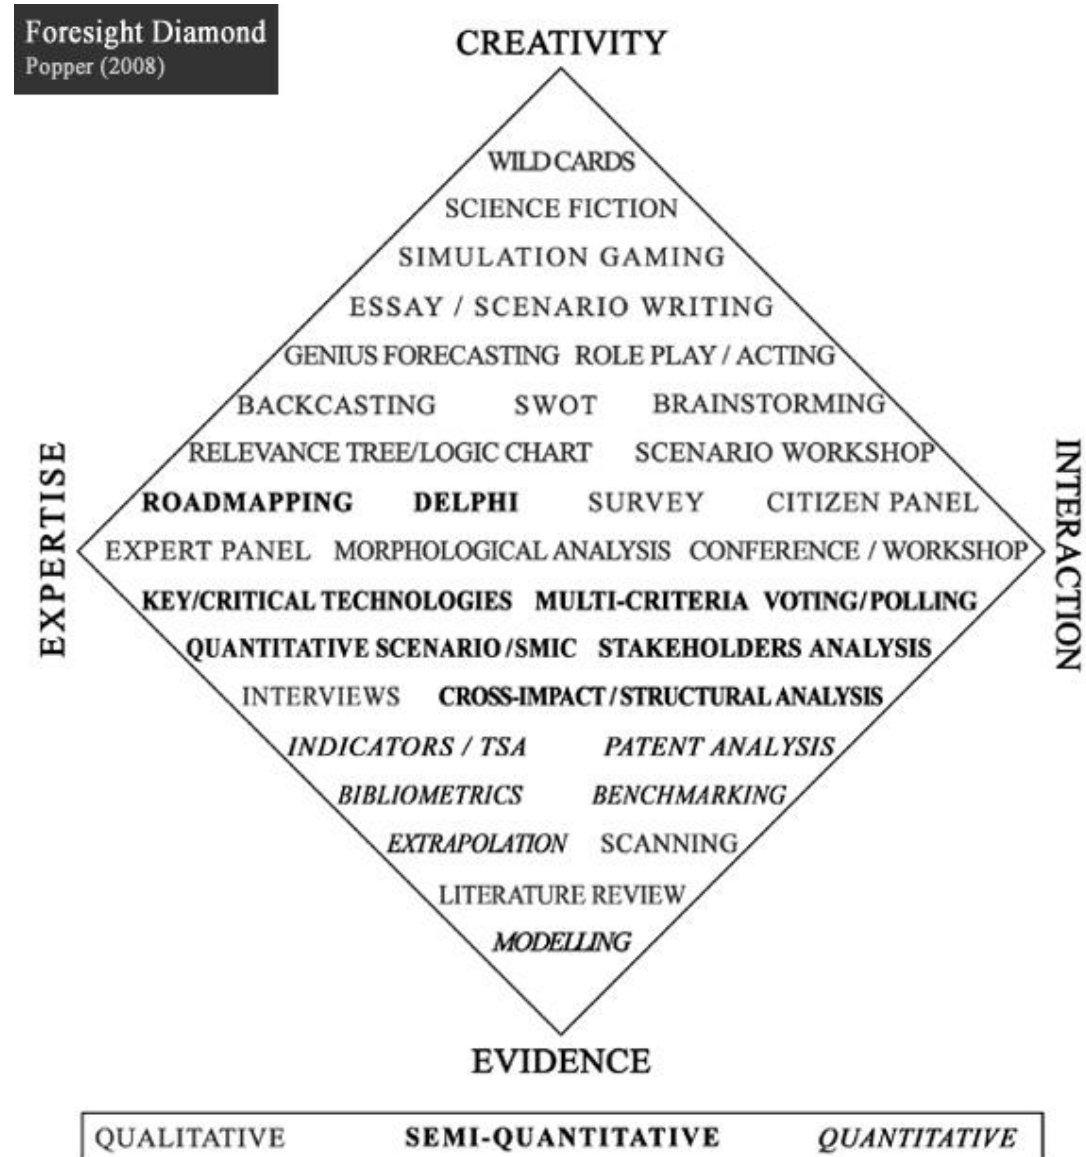 Foresight Diamond
Popper (2008)
CREATIVITY
WILD CARDS
SCIENCE FICTION
SIMULATION GAMING
ESSAY / SCENARIO WRITING
GENIUS FORECASTING ROLE PLAY / ACTING
BACKCASTING SWOT BRAINSTORMING
RELEVANCE TREE/LOGIC CHART SCENARIO WORKSHOP
ROADMAPPING DELPHI SURVEY CITIZEN PANEL
EXPERTISE
EXPERT PANEL MORPHOLOGICAL ANALYSIS CONFERENCE / WORKSHOP
INTERACTION
KEY/CRITICAL TECHNOLOGIES MULTI-CRITERIA VOTING/POLLING
QUANTITATIVE SCENARIO/SMIC STAKEHOLDERS ANALYSIS
INTERVIEWS CROSS-IMPACT / STRUCTURAL ANALYSIS
INDICATORS / TSA PATENT ANALYSIS
BIBLIOMETRICS BENCHMARKING
EXTRAPOLATION SCANNING
LITERATURE REVIEW
MODELLING
EVIDENCE
QUALITATIVE SEMI-QUANTITATIVE QUANTITATIVE